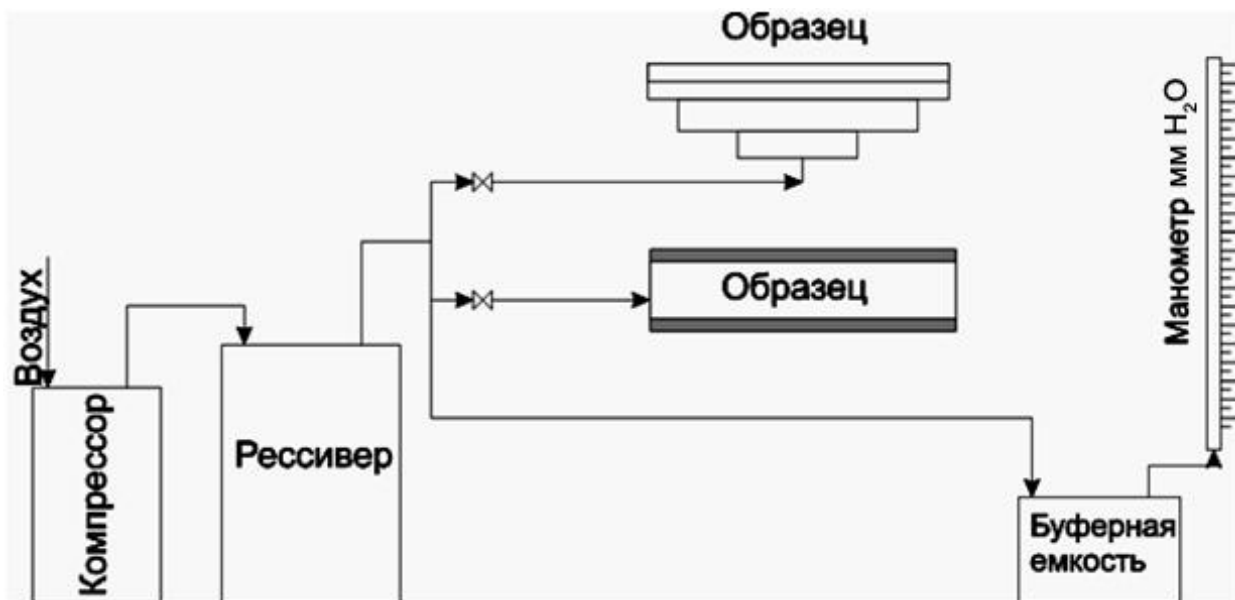 Образец
Манометр мм H₂O
Образец
Воздух
Компрессор
Рессивер
Буферная
емкость